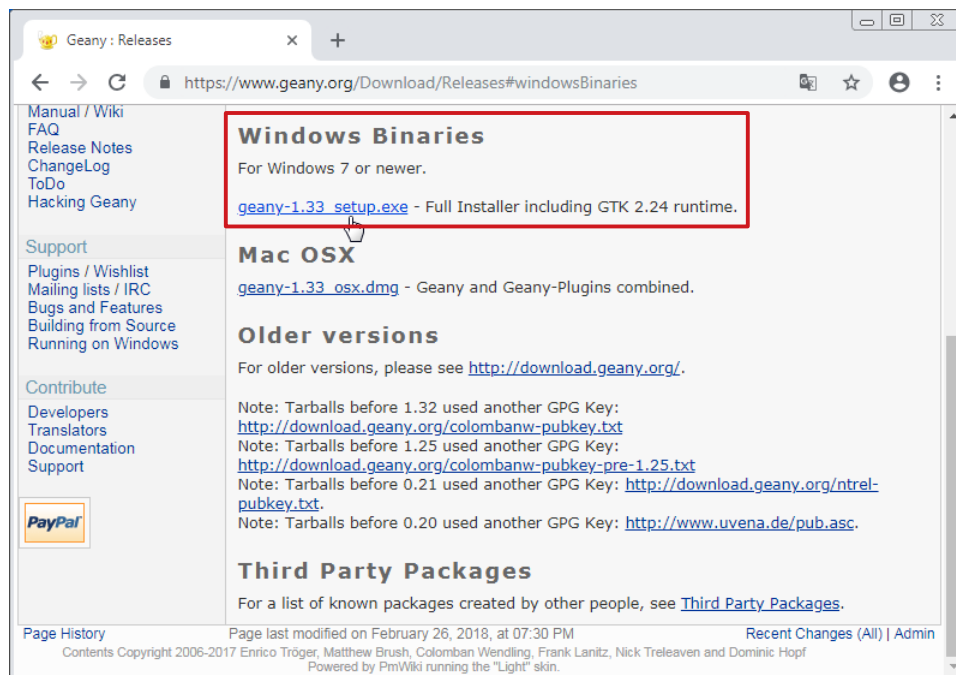 Geany : Releases
https://www.geany.org/Download/Releases#windowsBinaries
Manual / Wiki
FAQ
Release Notes
ChangeLog
ToDo
Hacking Geany
Support
Plugins / Wishlist
Mailing lists / IRC
Bugs and Features
Building from Source
Running on Windows
Contribute
Developers
Translators
Documentation
Support
PayPal
Windows Binaries
For Windows 7 or newer.
geany-1.33_setup.exe - Full Installer including GTK 2.24 runtime.
Mac OSX
geany-1.33_osx.dmg - Geany and Geany-Plugins combined.
Older versions
For older versions, please see http://download.geany.org/.
Note: Tarballs before 1.32 used another GPG Key:
http://download.geany.org/colombanw-pubkey.txt
Note: Tarballs before 1.25 used another GPG Key:
http://download.geany.org/colombanw-pubkey-pre-1.25.txt
Note: Tarballs before 0.21 used another GPG Key: http://download.geany.org/ntrel-
pubkey.txt.
Note: Tarballs before 0.20 used another GPG Key: http://www.uvena.de/pub.asc.
Third Party Packages
For a list of known packages created by other people, see Third Party Packages.
Page History
Page last modified on February 26, 2018, at 07:30 PM
Recent Changes (All) | Admin
Contents Copyright 2006-2017 Enrico Tröger, Matthew Brush, Colomban Wendling, Frank Lanitz, Nick Treleaven and Dominic Hopf
Powered by PmWiki running the "Light" skin.